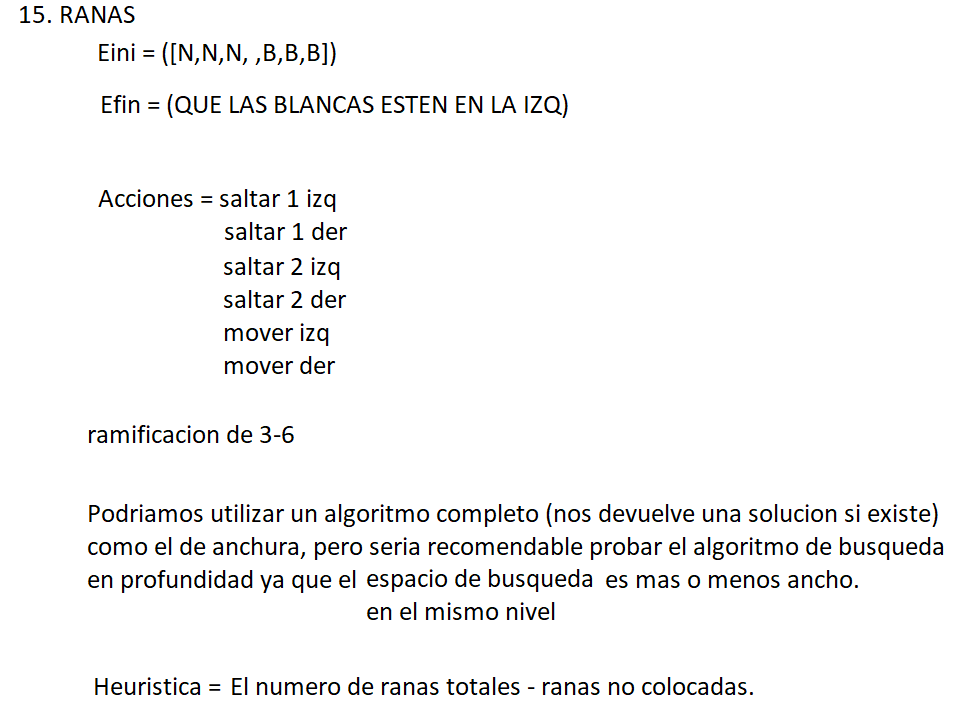 15. RANAS
Eini = ([N,N,N, ,B,B,B])
Efin = (QUE LAS BLANCAS ESTEN EN LA IZQ)
Acciones = saltar 1 izq
saltar 1 der
saltar 2 izq
saltar 2 der
mover izq
mover der
ramificacion de 3-6
Podriamos utilizar un algoritmo completo (nos devuelve una solucion si existe)
como el de anchura, pero seria recomendable probar el algoritmo de busqueda
en profundidad ya que el espacio de busqueda es mas o menos ancho.
en el mismo nivel
Heuristica = El numero de ranas totales - ranas no colocadas.